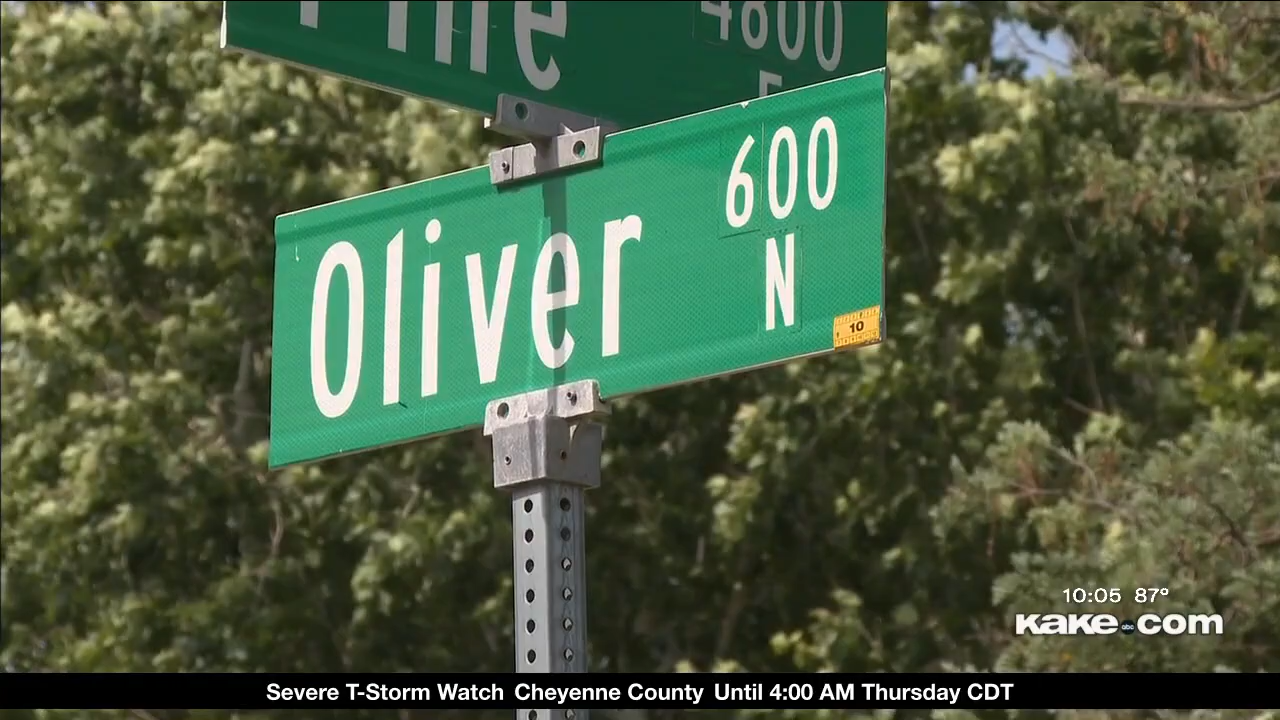 4800
Oliver
600
N
10
10:05 87°
KAKE abc .com
Severe T-Storm Watch Cheyenne County Until 4:00 AM Thursday CDT